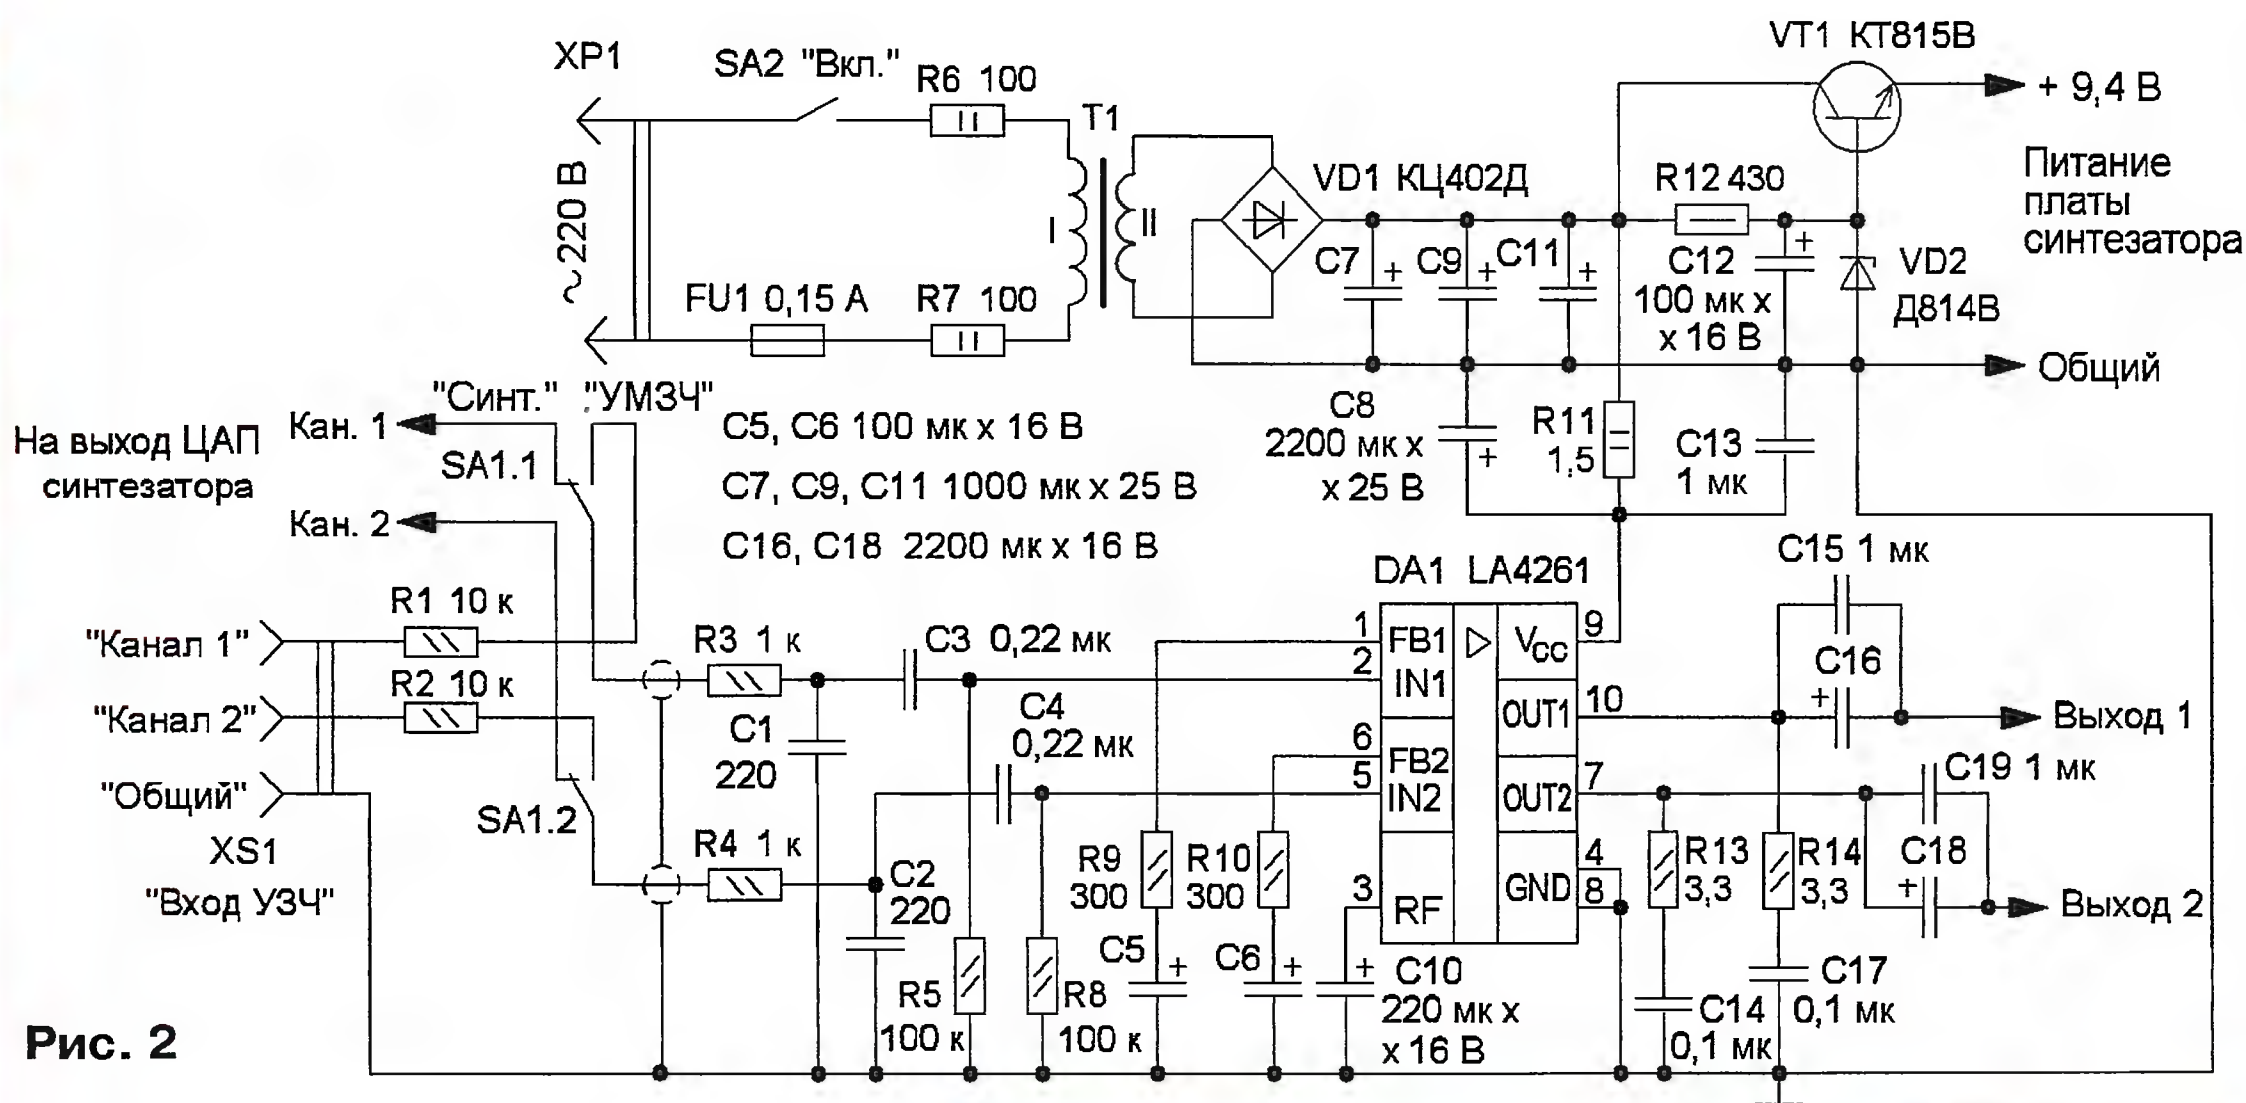 VT1 КТ815В
XP1
SA2 "Вкл."
R6 100
T1
+ 9,4 В
~220 В
I
II
VD1 КЦ402Д
R12 430
Питание
платы
синтезатора
C7
+
C9
+
C11
+
C12
+
100 мк х
х 16 В
VD2
Д814В
FU1 0,15 А
R7 100
Общий
"Синт."
"УМЗЧ"
На выход ЦАП
синтезатора
Кан. 1
SA1.1
Кан. 2
C5, C6 100 мк х 16 В
C7, C9, C11 1000 мк х 25 В
C16, C18 2200 мк х 16 В
C8
2200 мк х
х 25 В
+
R11
1,5
C13
1 мк
DA1 LA4261
C15 1 мк
"Канал 1"
R1 10 к
"Канал 2"
R2 10 к
"Общий"
XS1
"Вход УЗЧ"
SA1.2
R3 1 к
C3 0,22 мк
C1
220
C4
0,22 мк
R4 1 к
C2
220
R5
100 к
R8
100 к
R9
300
R10
300
C5
+
C6
+
C10
+
220 мк х
х 16 В
1
FB1
2
IN1
6
FB2
5
IN2
3
RF
VCC
9
OUT1
10
OUT2
7
GND
4
8
C16
+
Выход 1
C19 1 мк
C18
+
Выход 2
R13
3,3
R14
3,3
C17
0,1 мк
C14
0,1 мк
Рис. 2